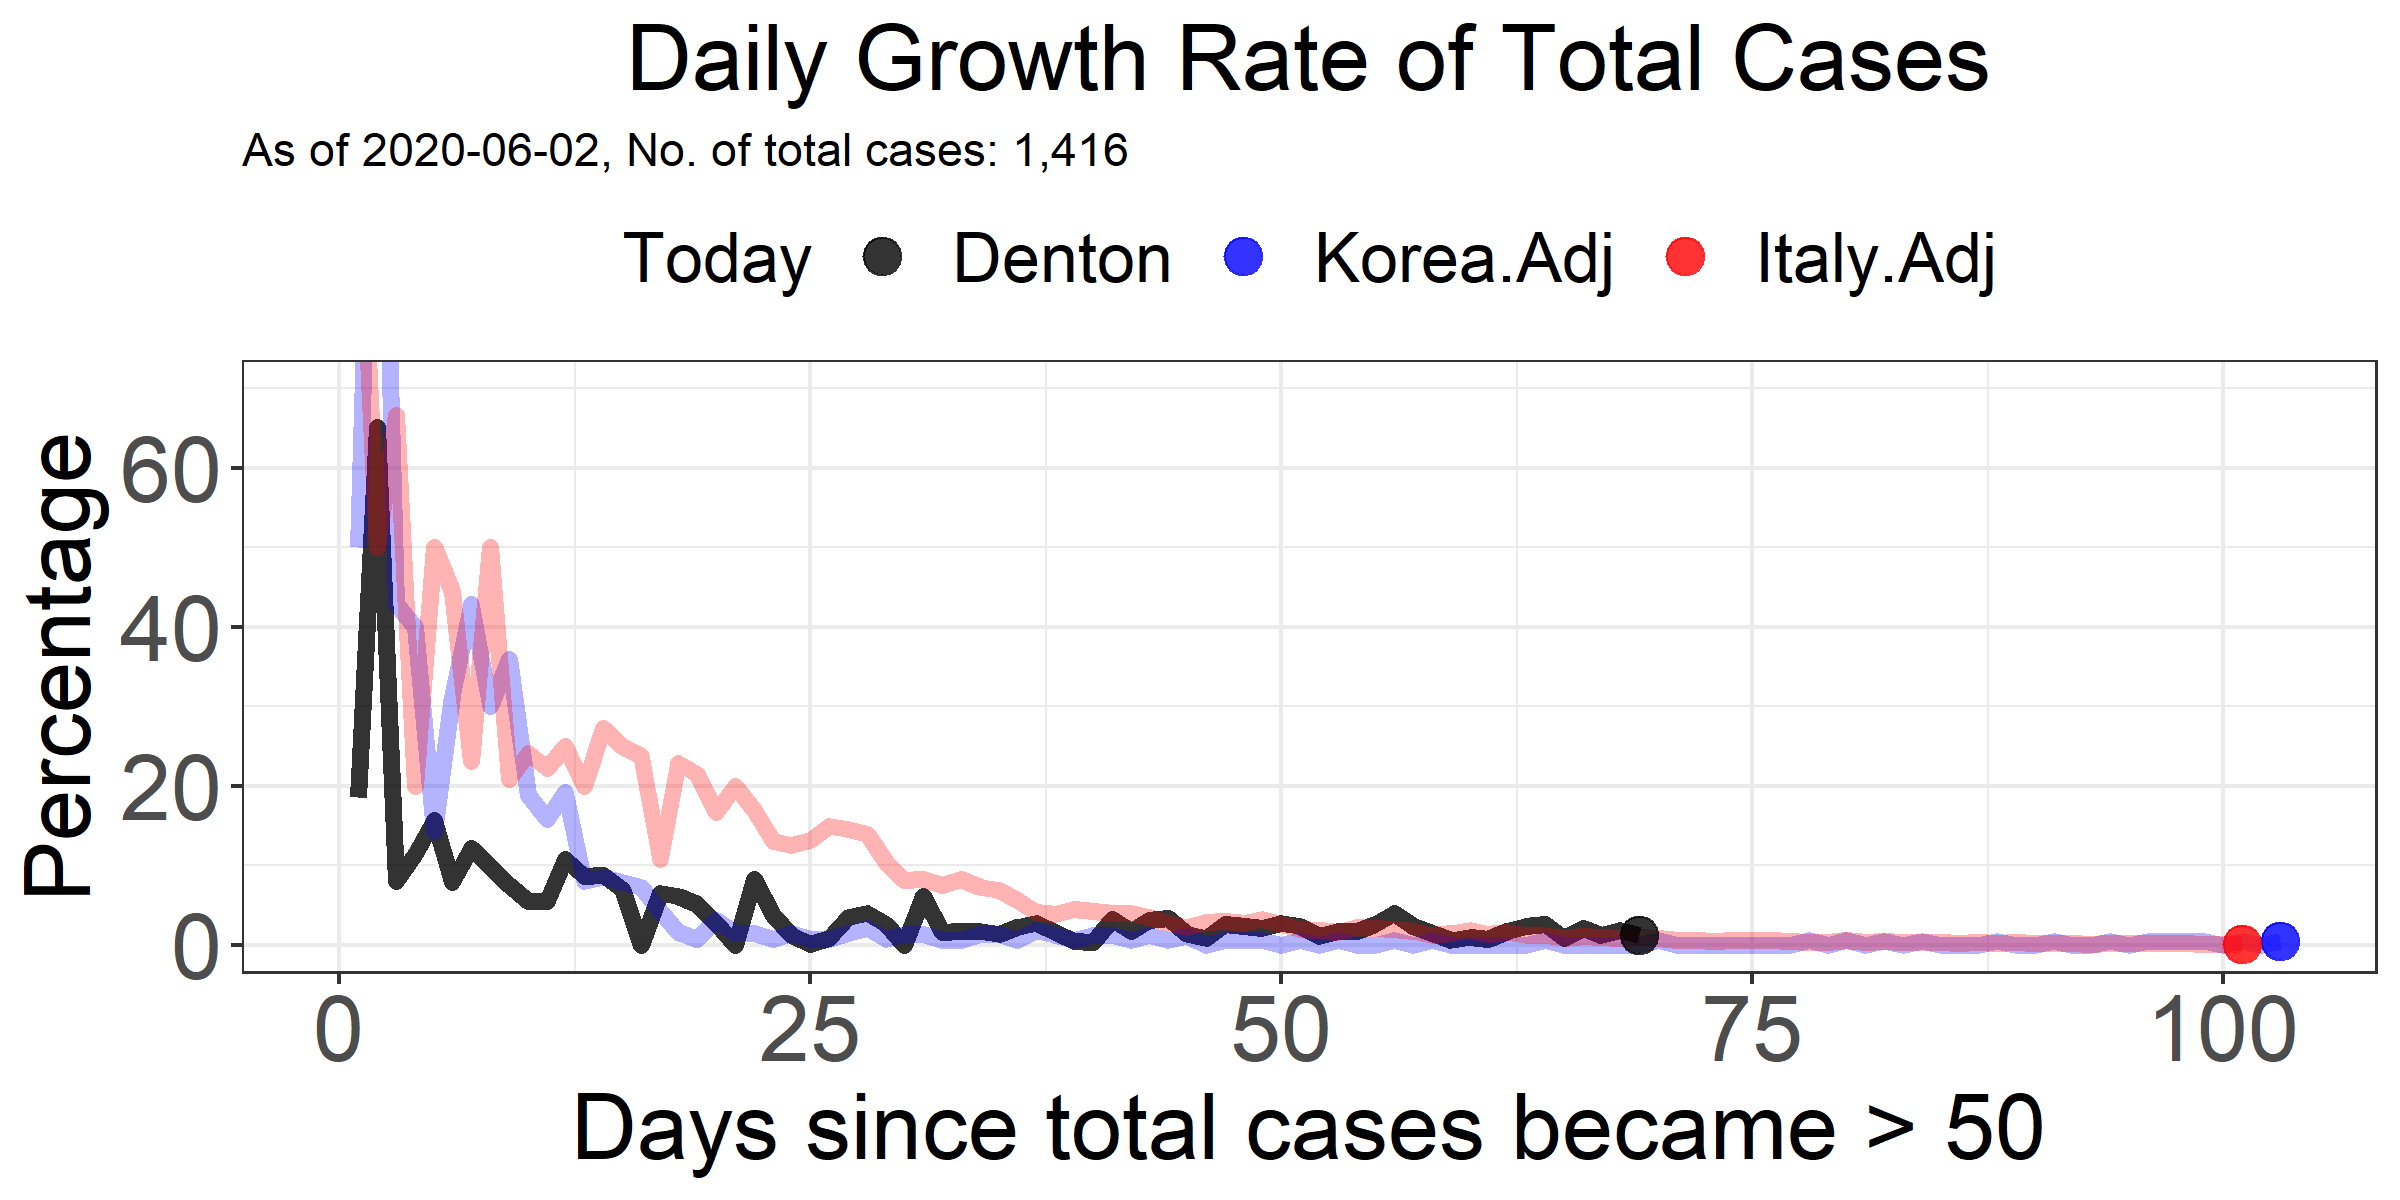 Daily Growth Rate of Total Cases
As of 2020-06-02, No. of total cases: 1,416
Today Denton Korea.Adj Italy.Adj
Percentage
60
40
20
0
0 25 50 75 100
Days since total cases became > 50